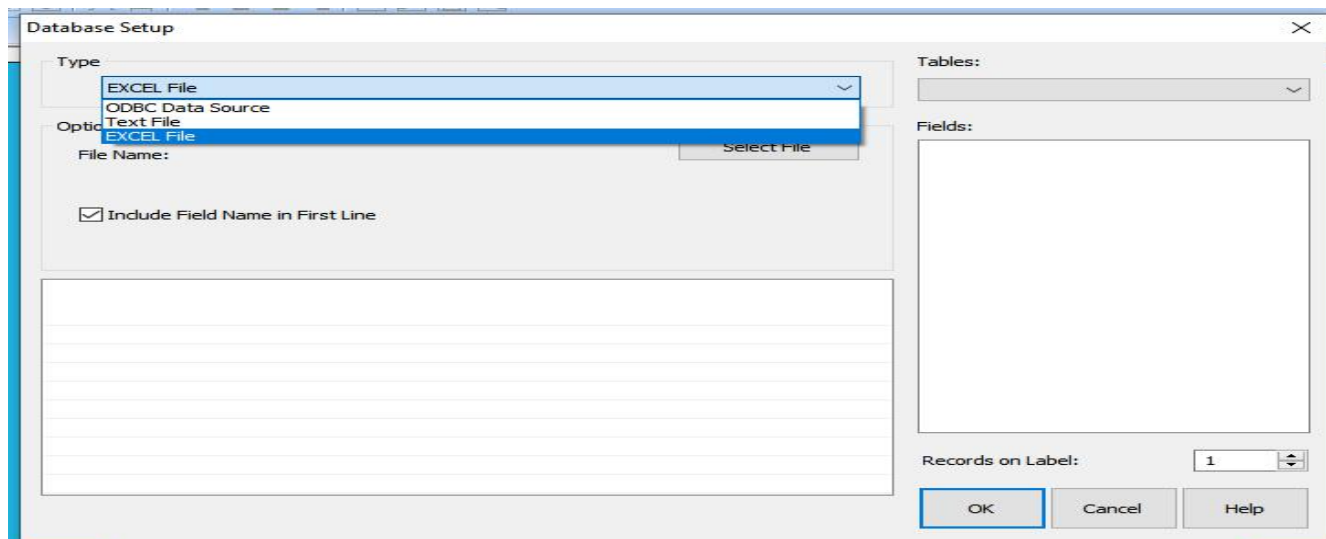 Database Setup
Type
EXCEL File
ODBC Data Source
Text File
EXCEL File
File Name:
Select File
Include Field Name in First Line
Tables:
Fields:
Records on Label:
1
OK
Cancel
Help